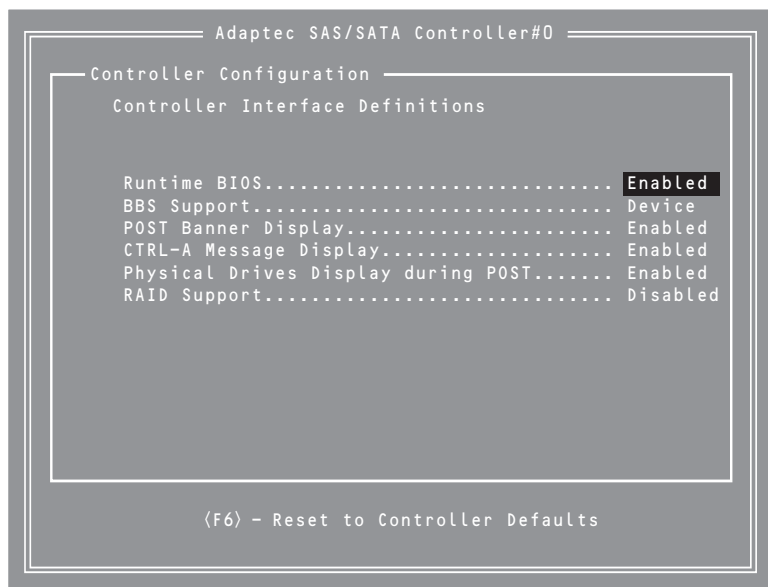 Adaptec SAS/SATA Controller#0
Controller Configuration
Controller Interface Definitions
Runtime BIOS.............................. Enabled
BBS Support............................... Device
POST Banner Display....................... Enabled
CTRL-A Message Display.................... Enabled
Physical Drives Display during POST....... Enabled
RAID Support.............................. Disabled
〈F6〉 - Reset to Controller Defaults